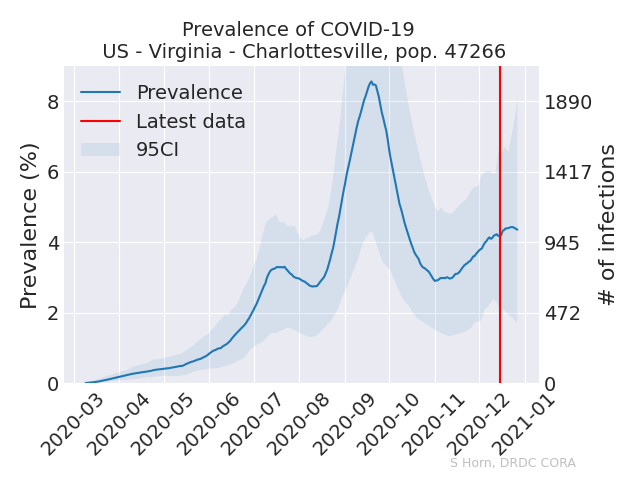 Prevalence of COVID-19
US - Virginia - Charlottesville, pop. 47266
Prevalence
Latest data
95CI
Prevalence (%)
8
6
4
2
0
1890
1417
945
472
0
# of infections
2020-03
2020-04
2020-05
2020-06
2020-07
2020-08
2020-09
2020-10
2020-11
2020-12
2021-01
S Horn, DRDC CORA